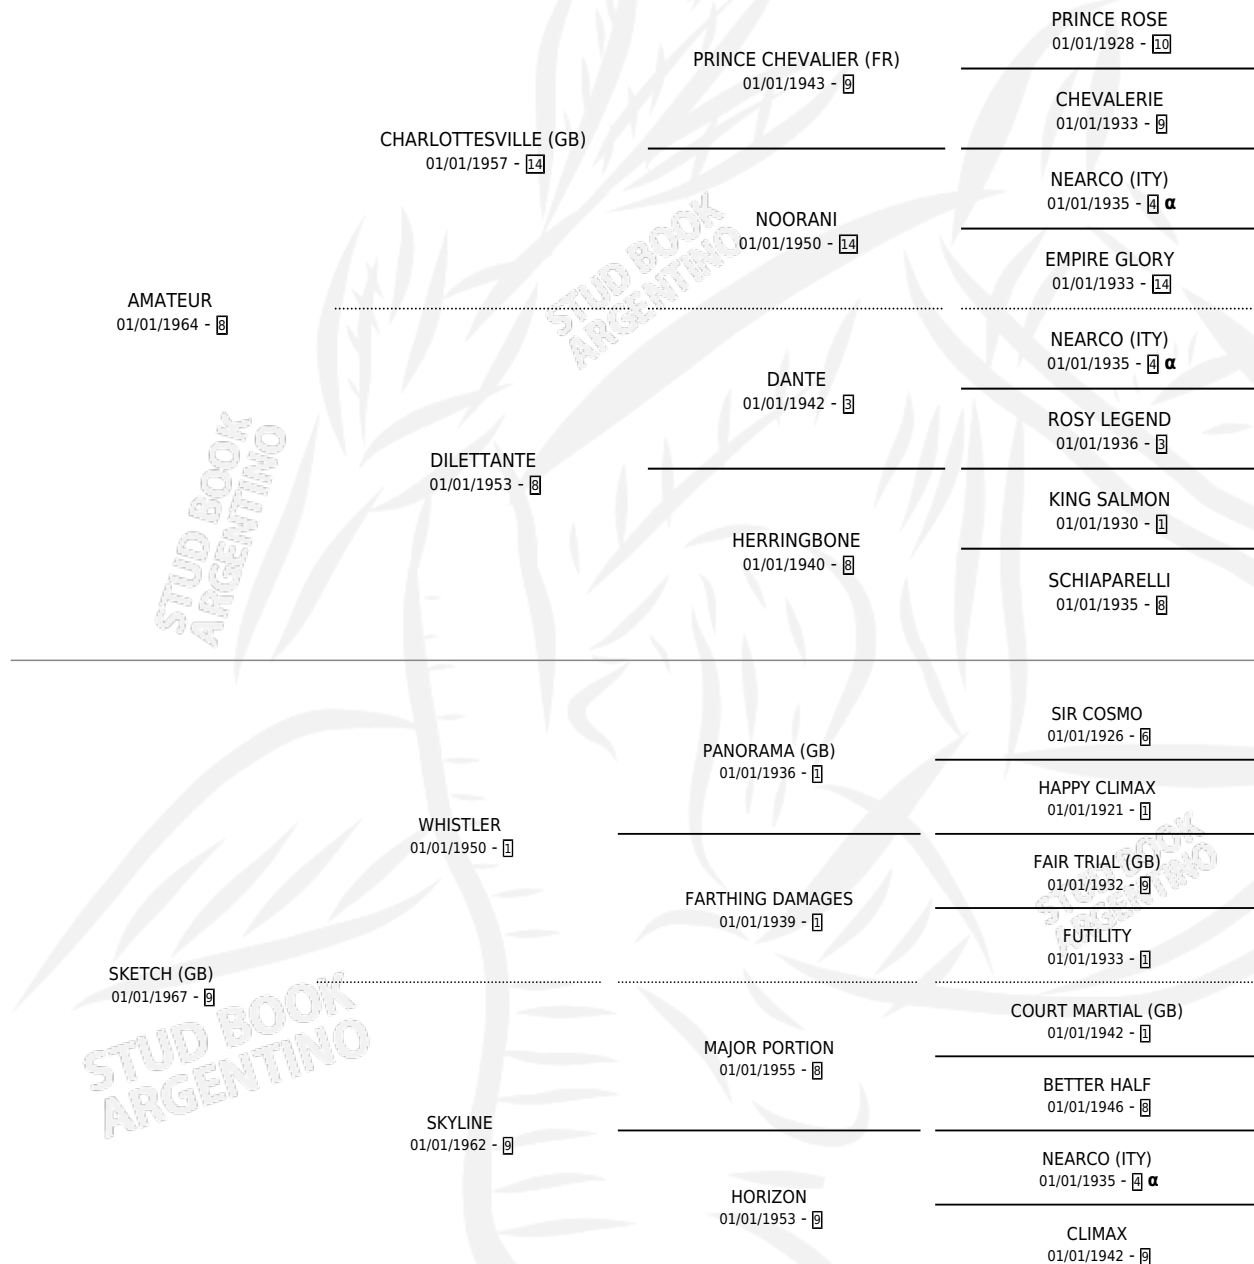 PRINCE ROSE
01/01/1928 - 10
PRINCE CHEVALIER (FR)
01/01/1943 - 9
CHEVALERIE
01/01/1933 - 9
CHARLOTTESVILLE (GB)
01/01/1957 - 14
NEARCO (ITY)
01/01/1935 - 4 α
NOORANI
01/01/1950 - 14
EMPIRE GLORY
01/01/1933 - 14
AMATEUR
01/01/1964 - 8
NEARCO (ITY)
01/01/1935 - 4 α
DANTE
01/01/1942 - 3
ROSY LEGEND
01/01/1936 - 3
DILETTANTE
01/01/1953 - 8
KING SALMON
01/01/1930 - 1
HERRINGBONE
01/01/1940 - 8
SCHIAPARELLI
01/01/1935 - 8
SIR COSMO
01/01/1926 - 6
PANORAMA (GB)
01/01/1936 - 1
HAPPY CLIMAX
01/01/1921 - 1
WHISTLER
01/01/1950 - 1
FAIR TRIAL (GB)
01/01/1932 - 9
FARTHING DAMAGES
01/01/1939 - 1
FUTILITY
01/01/1933 - 1
SKETCH (GB)
01/01/1967 - 9
COURT MARTIAL (GB)
01/01/1942 - 1
MAJOR PORTION
01/01/1955 - 8
BETTER HALF
01/01/1946 - 8
SKYLINE
01/01/1962 - 9
NEARCO (ITY)
01/01/1935 - 4 α
HORIZON
01/01/1953 - 9
CLIMAX
01/01/1942 - 9
STUD BOOK
ARGENTINO
STUD BOOK
ARGENTINO
STUD BOOK
ARGENTINO
STUD BOOK
ARGENTINO